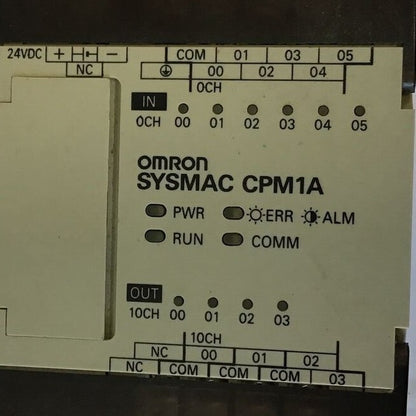 24VDC + − COM 01 03 05
NC 00 02 04
0CH
IN
0CH 00 01 02 03 04 05
OMRON
SYSMAC CPM1A
PWR ERR ALM
RUN COMM
OUT
10CH 00 01 02 03
10CH
NC 00 01 02
NC COM COM COM 03